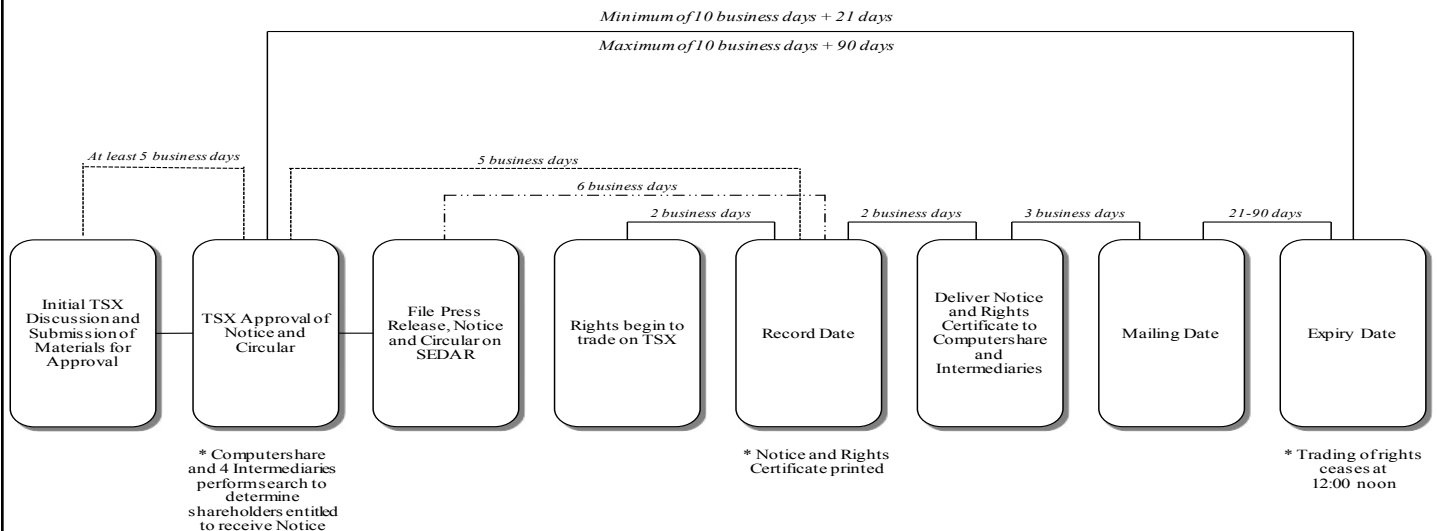 Minimum of 10 business days + 21 days
Maximum of 10 business days + 90 days
At least 5 business days
5 business days
6 business days
2 business days
2 business days
3 business days
21-90 days
Initial TSX
Discussion and
Submission of
Materials for
Approval
TSX Approval of
Notice and
Circular
File Press
Release, Notice
and Circular on
SEDAR
Rights begin to
trade on TSX
Record Date
Deliver Notice
and Rights
Certificate to
Computershare
and
Intermediaries
Mailing Date
Expiry Date
* Computershare
and 4 Intermediaries
perform search to
determine
shareholders entitled
to receive Notice
* Notice and Rights
Certificate printed
* Trading of rights
ceases at
12:00 noon